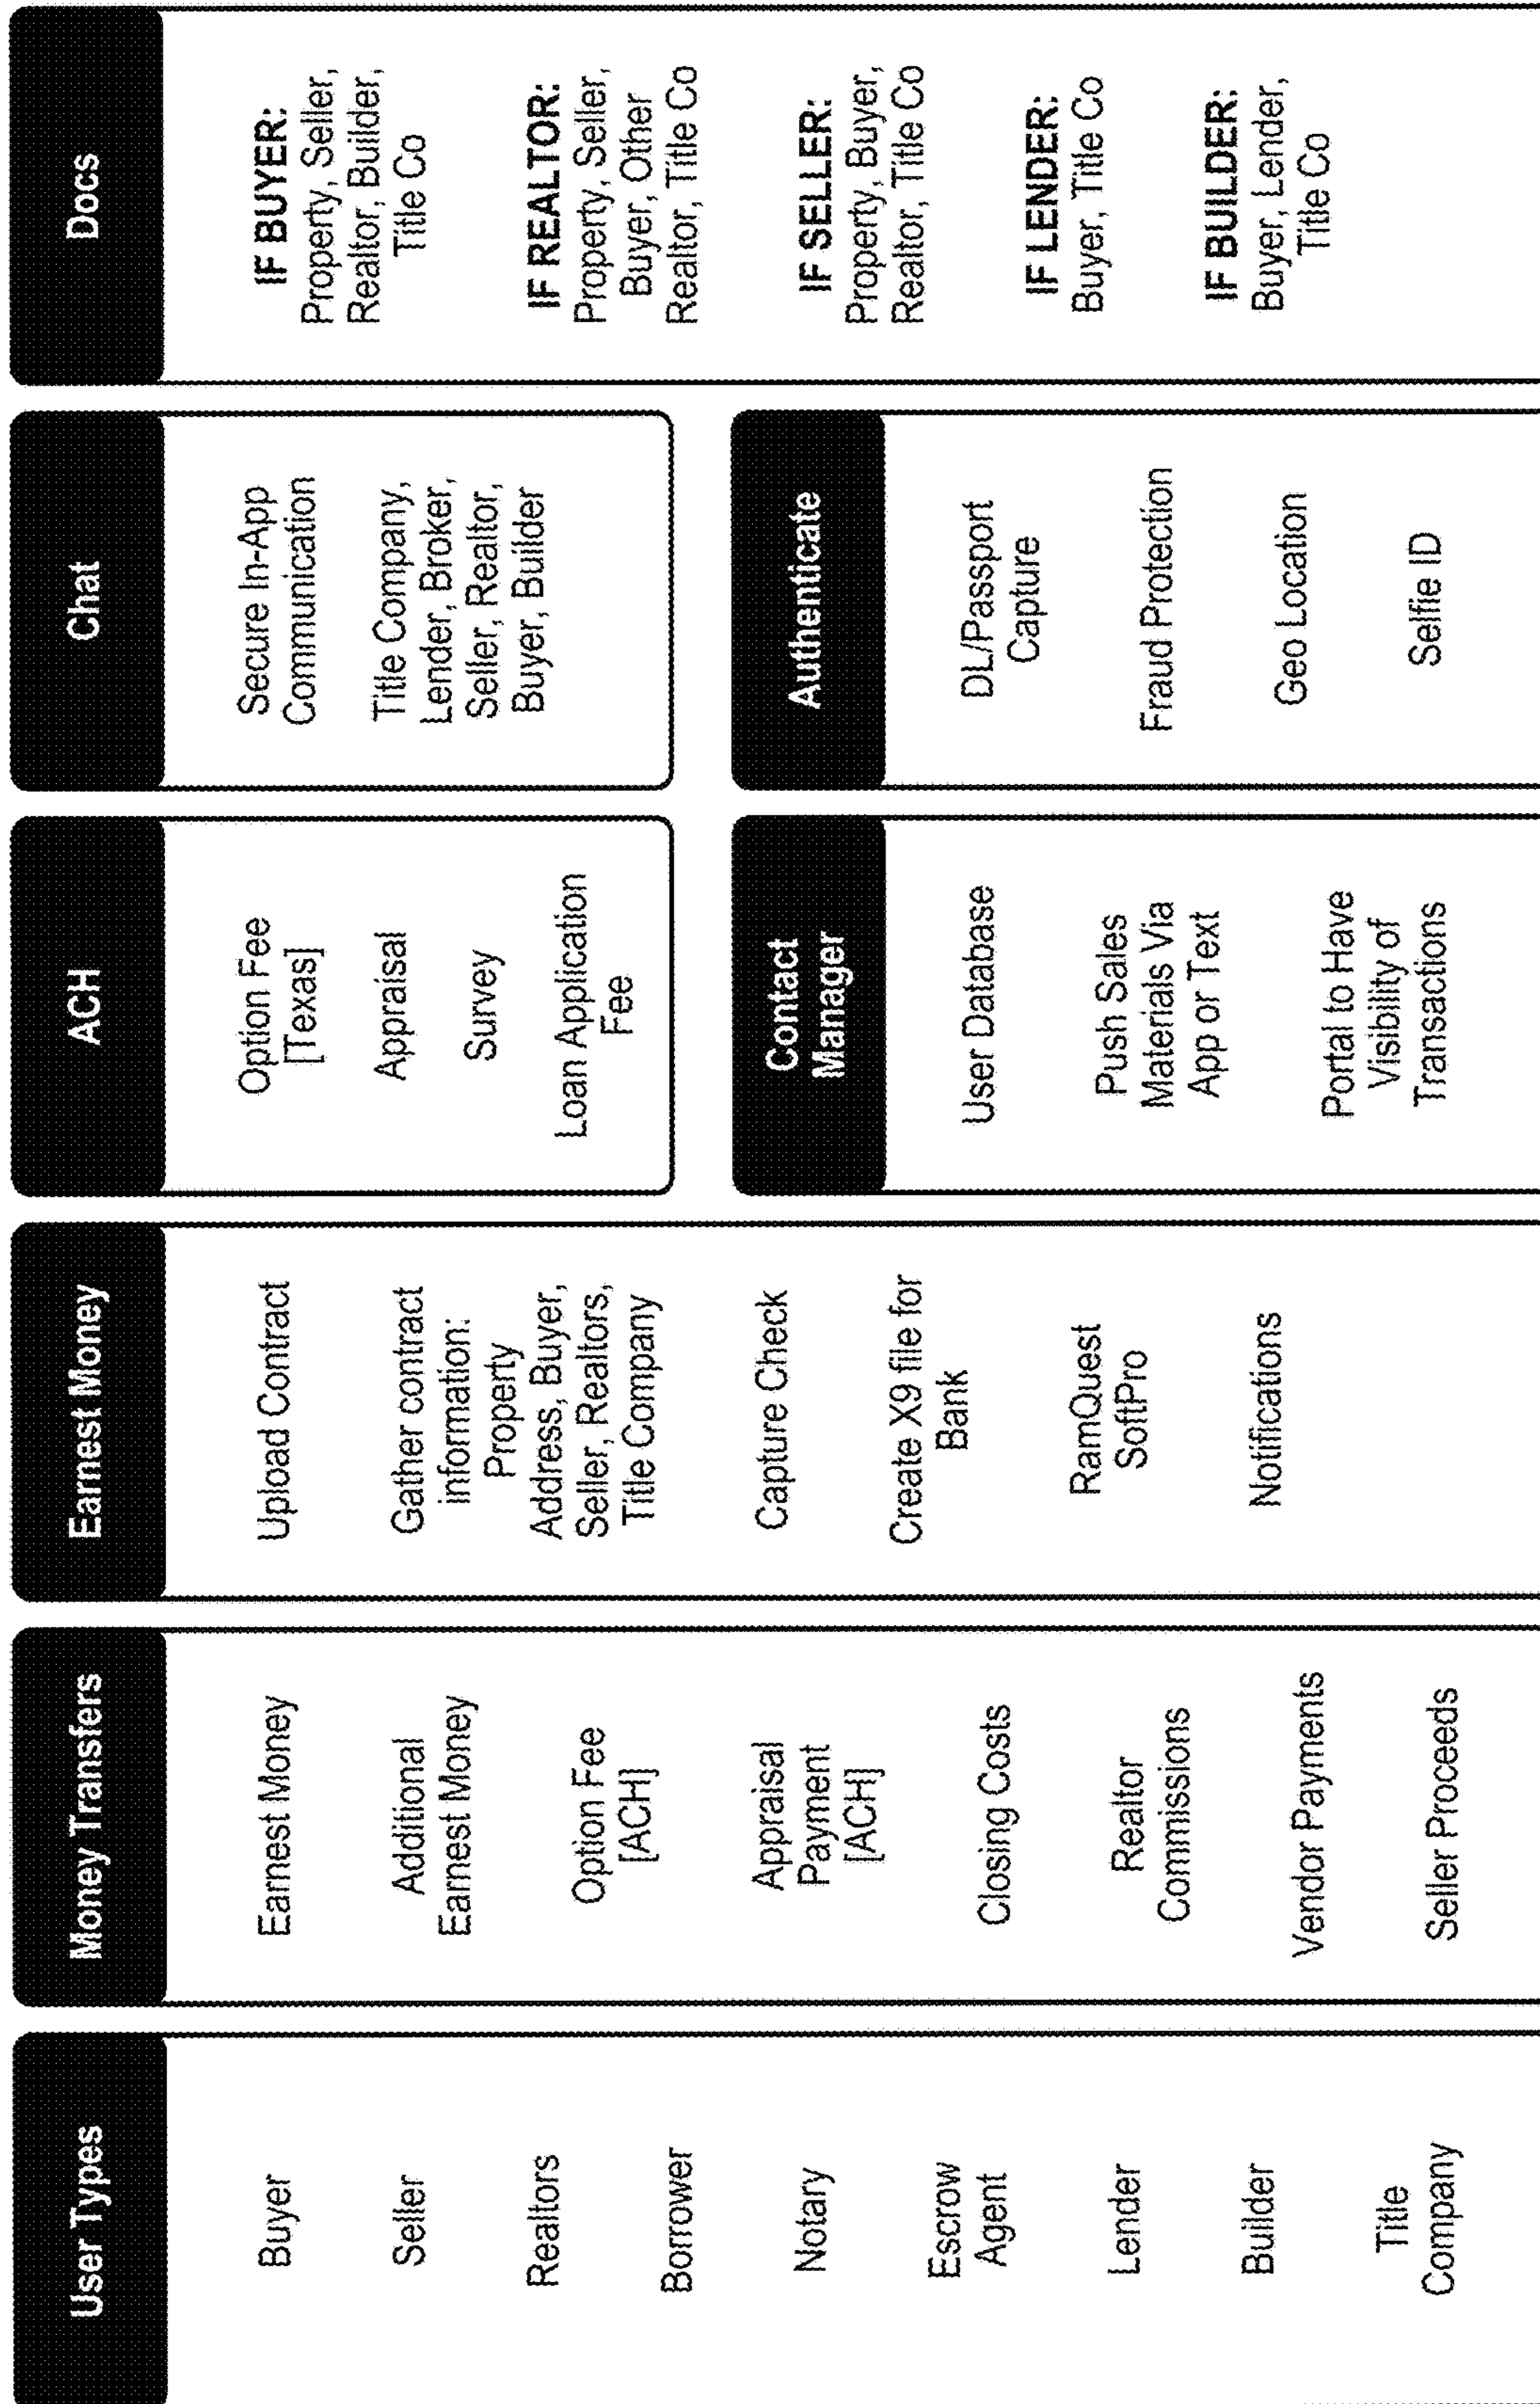 User Types
Buyer
Seller
Realtors
Borrower
Notary
Escrow
Agent
Lender
Builder
Title
Company
Money Transfers
Earnest Money
Additional
Earnest Money
Option Fee
[ACH]
Appraisal
Payment
[ACH]
Closing Costs
Realtor
Commissions
Vendor Payments
Seller Proceeds
Earnest Money
Upload Contract
Gather contract
information:
Property
Address, Buyer,
Seller, Realtors,
Title Company
Capture Check
Create X9 file for
Bank
RamQuest
SoftPro
Notifications
ACH
Option Fee
[Texas]
Appraisal
Survey
Loan Application
Fee
Contact
Manager
User Database
Push Sales
Materials Via
App or Text
Portal to Have
Visibility of
Transactions
Chat
Secure In-App
Communication
Title Company,
Lender, Broker,
Seller, Realtor,
Buyer, Builder
Authenticate
DL/Passport
Capture
Fraud Protection
Geo Location
Selfie ID
Docs
IF BUYER:
Property, Seller,
Realtor, Builder,
Title Co
IF REALTOR:
Property, Seller,
Buyer, Other
Realtor, Title Co
IF SELLER:
Property, Buyer,
Realtor, Title Co
IF LENDER:
Buyer, Title Co
IF BUILDER:
Buyer, Lender,
Title Co